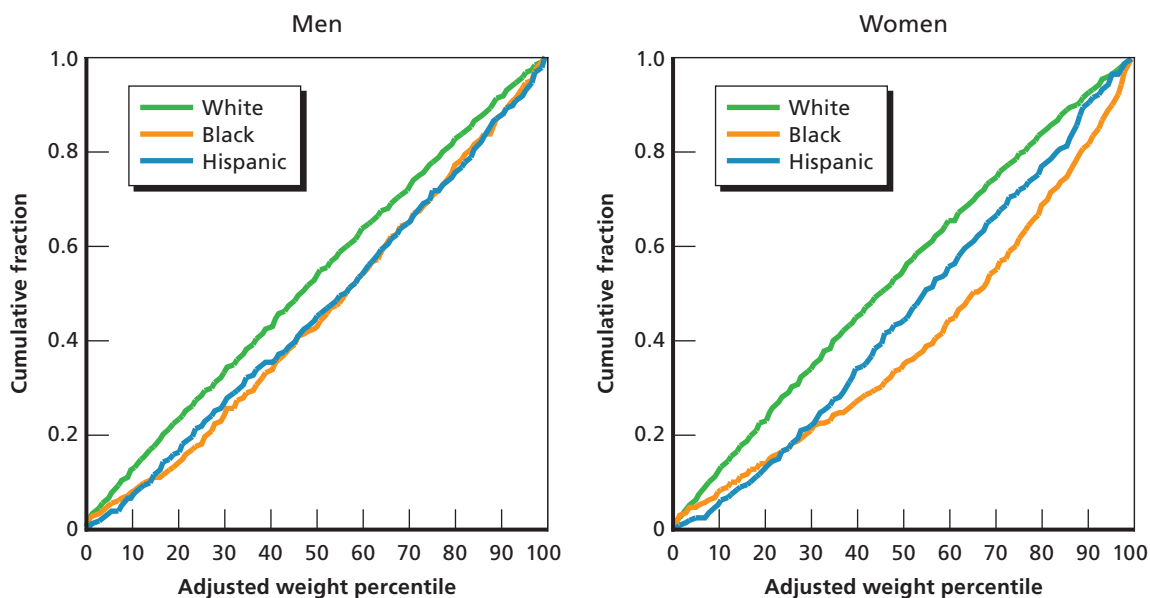 Men
1.0
0.8
0.6
0.4
0.2
0
Cumulative fraction
White
Black
Hispanic
0 10 20 30 40 50 60 70 80 90 100
Adjusted weight percentile
Women
1.0
0.8
0.6
0.4
0.2
0
Cumulative fraction
White
Black
Hispanic
0 10 20 30 40 50 60 70 80 90 100
Adjusted weight percentile